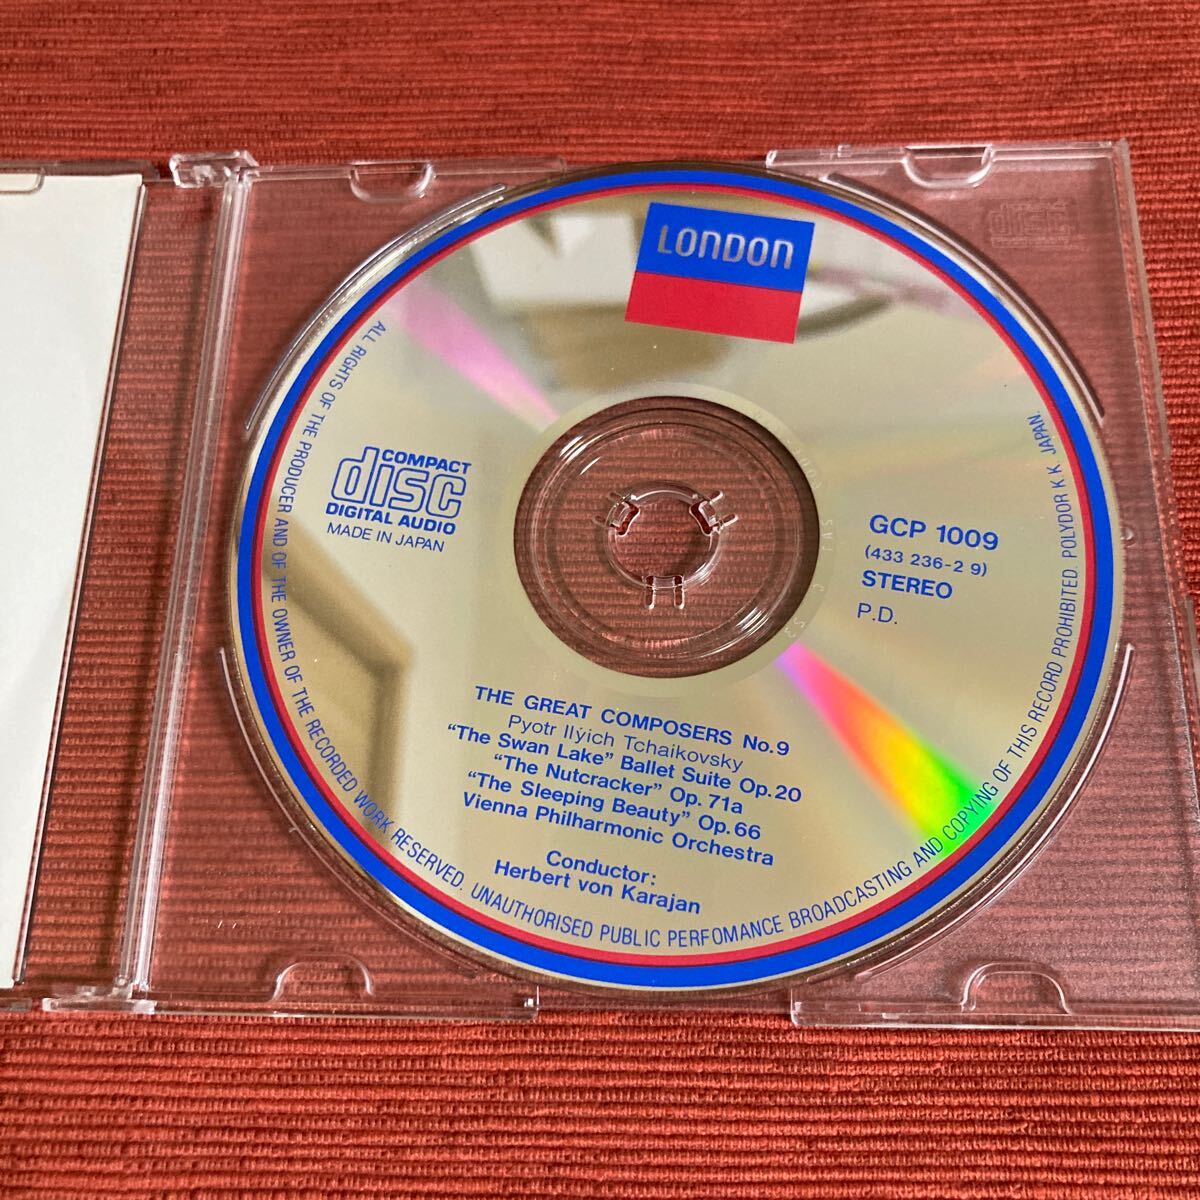 LONDON
COMPACT
disc
DIGITAL AUDIO
MADE IN JAPAN
GCP 1009
(433 236-2 9)
STEREO
P.D.
THE GREAT COMPOSERS No.9
Pyotr Ilÿich Tchaikovsky
“The Swan Lake” Ballet Suite Op.20
“The Nutcracker” Op. 71a
“The Sleeping Beauty” Op.66
Vienna Philharmonic Orchestra
Conductor:
Herbert von Karajan
ALL RIGHTS OF THE PRODUCER AND OF THE OWNER OF THE RECORDED WORK RESERVED. UNAUTHORISED PUBLIC PERFOMANCE BROADCASTING AND COPYING OF THIS RECORD PROHIBITED. POLYDOR K.K. JAPAN.
disc